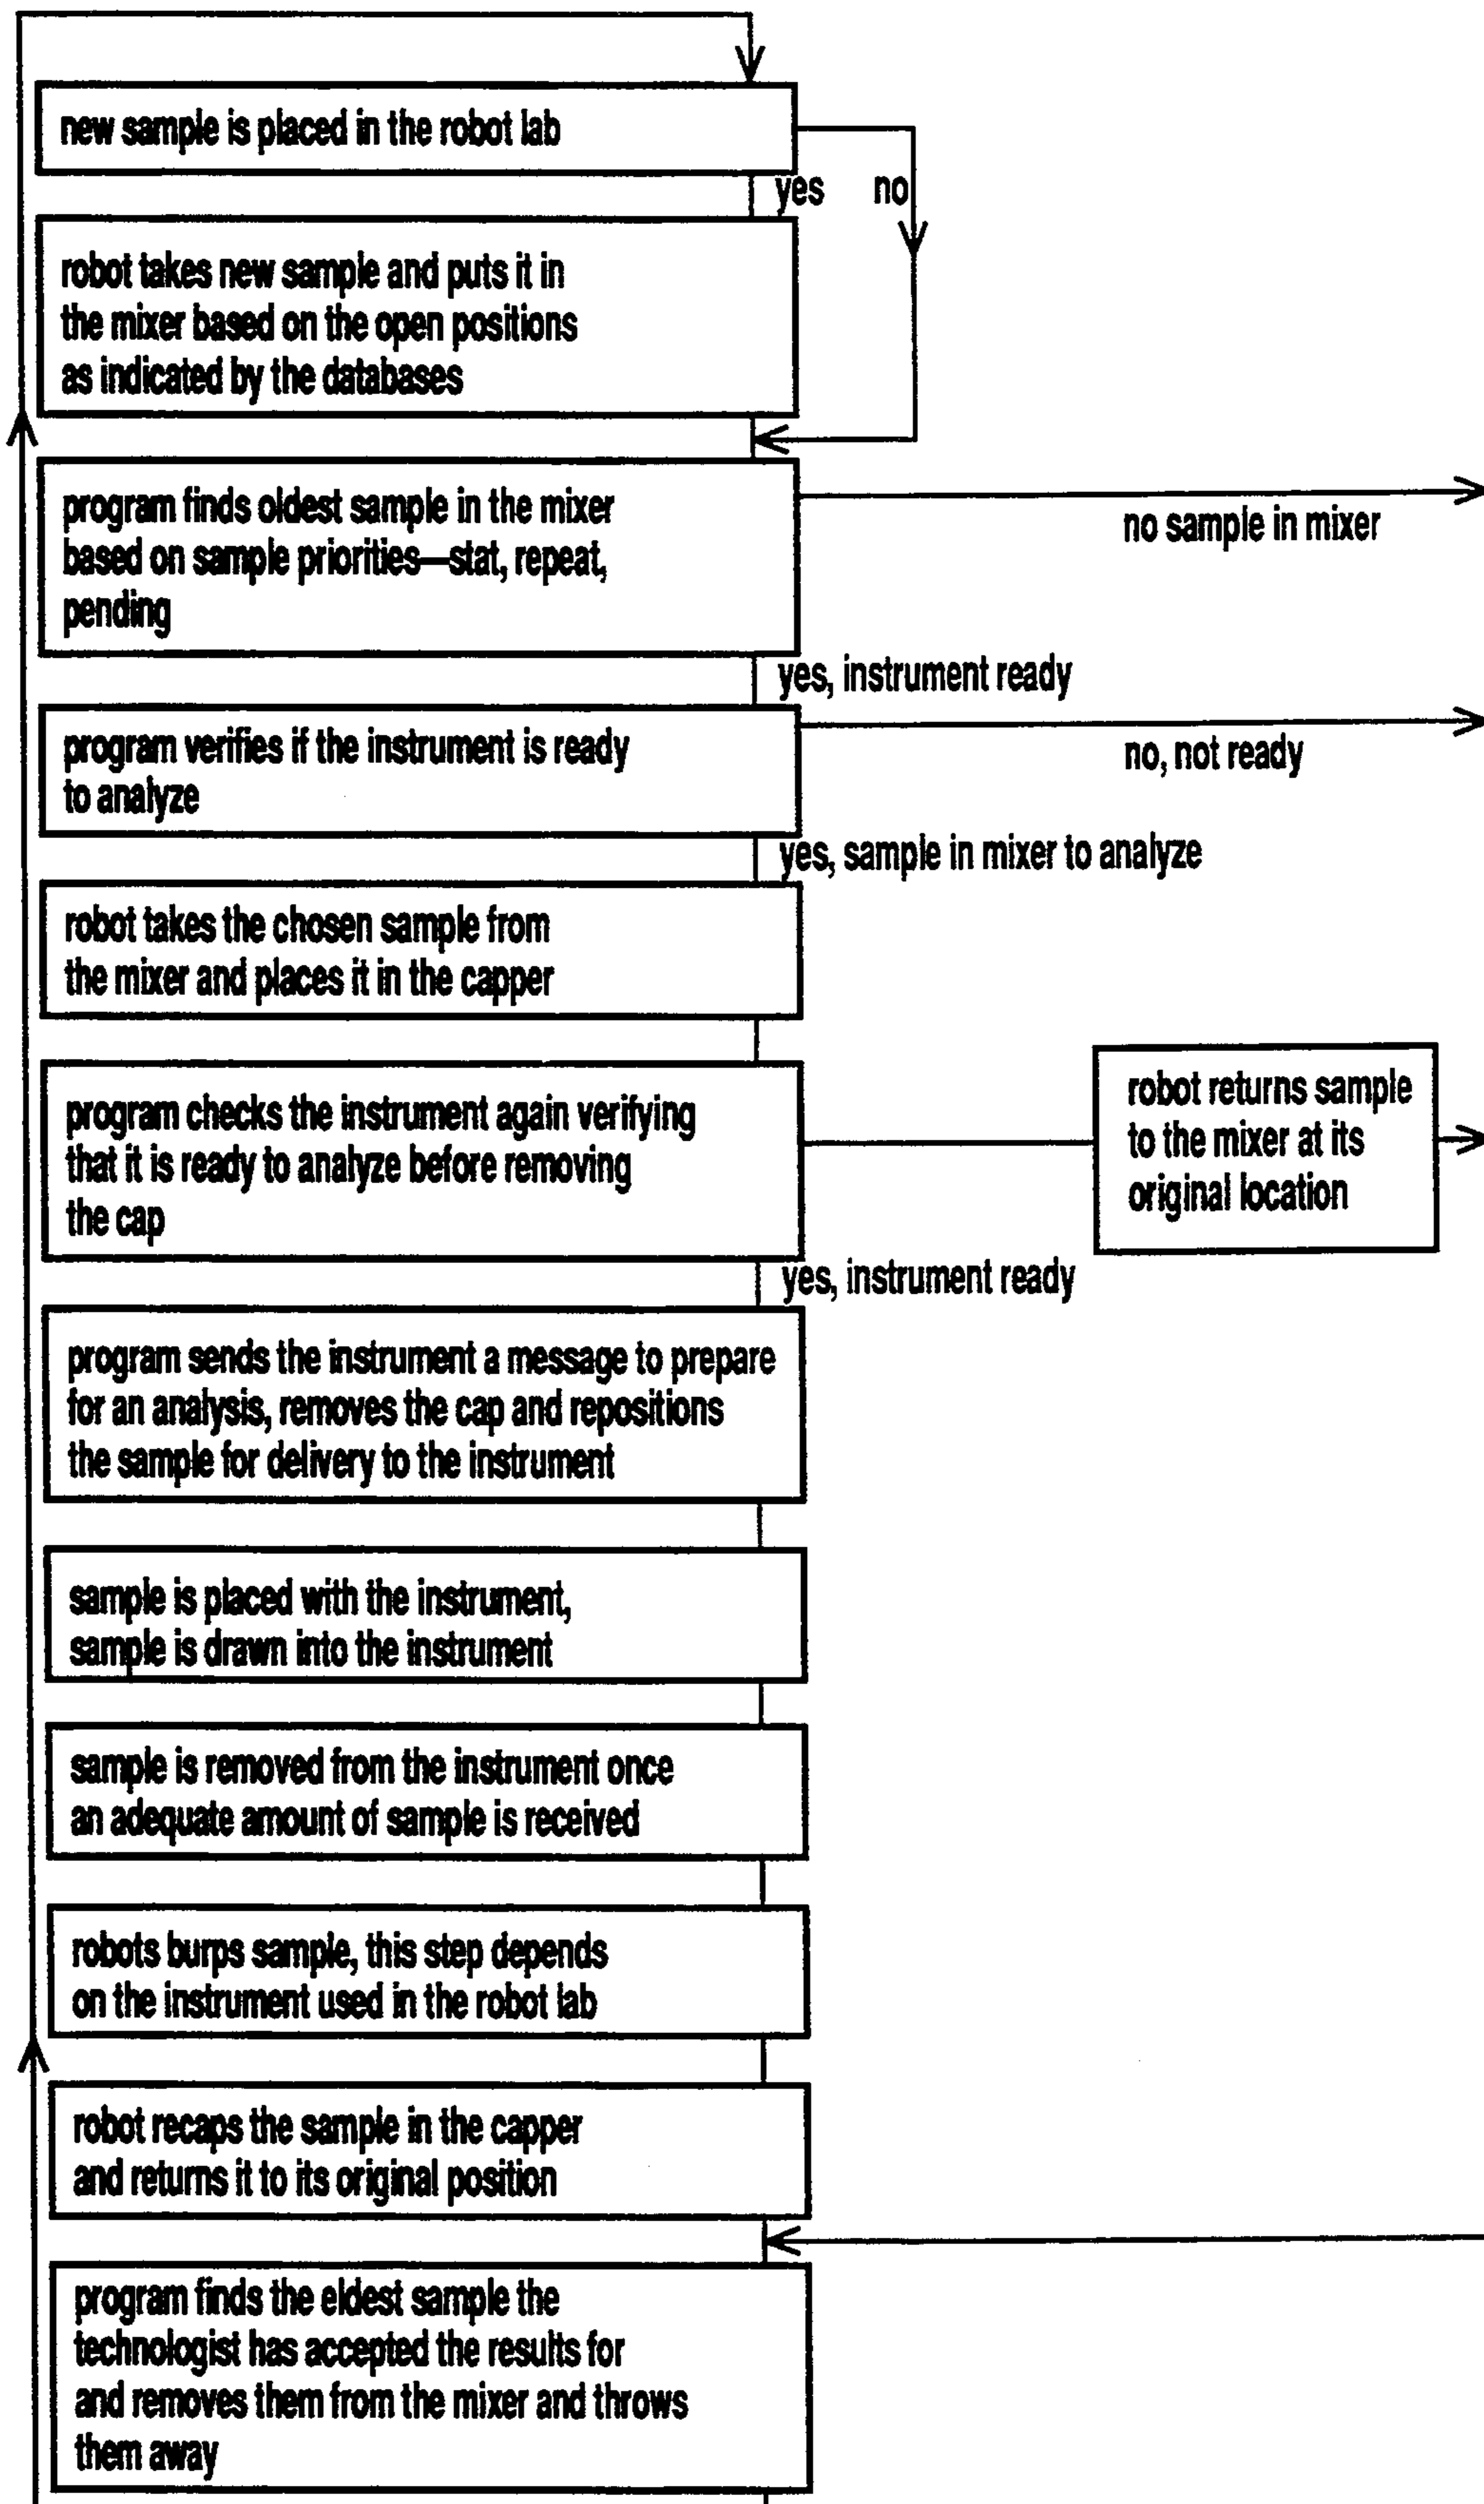 new sample is placed in the robot lab
yes no
robot takes new sample and puts it in
the mixer based on the open positions
as indicated by the databases
program finds oldest sample in the mixer
based on sample priorities—stat, repeat,
pending
no sample in mixer
yes, instrument ready
program verifies if the instrument is ready
to analyze
no, not ready
yes, sample in mixer to analyze
robot takes the chosen sample from
the mixer and places it in the capper
program checks the instrument again verifying
that it is ready to analyze before removing
the cap
robot returns sample
to the mixer at its
original location
yes, instrument ready
program sends the instrument a message to prepare
for an analysis, removes the cap and repositions
the sample for delivery to the instrument
sample is placed with the instrument,
sample is drawn into the instrument
sample is removed from the instrument once
an adequate amount of sample is received
robots burps sample, this step depends
on the instrument used in the robot lab
robot recaps the sample in the capper
and returns it to its original position
program finds the eldest sample the
technologist has accepted the results for
and removes them from the mixer and throws
them away